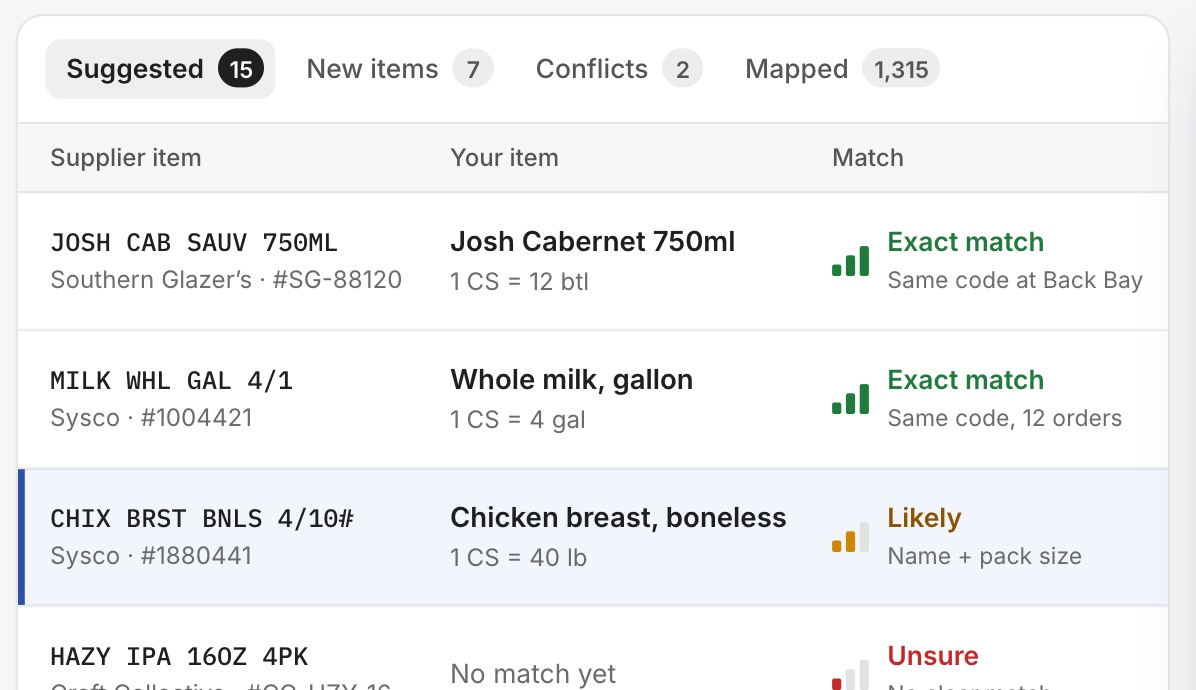 Suggested 15 New items 7 Conflicts 2 Mapped 1,315
Supplier item Your item Match
JOSH CAB SAUV 750ML Josh Cabernet 750ml Exact match
Southern Glazer’s · #SG-88120 1 CS = 12 btl Same code at Back Bay
MILK WHL GAL 4/1 Whole milk, gallon Exact match
Sysco · #1004421 1 CS = 4 gal Same code, 12 orders
CHIX BRST BNLS 4/10# Chicken breast, boneless Likely
Sysco · #1880441 1 CS = 40 lb Name + pack size
HAZY IPA 16OZ 4PK No match yet Unsure